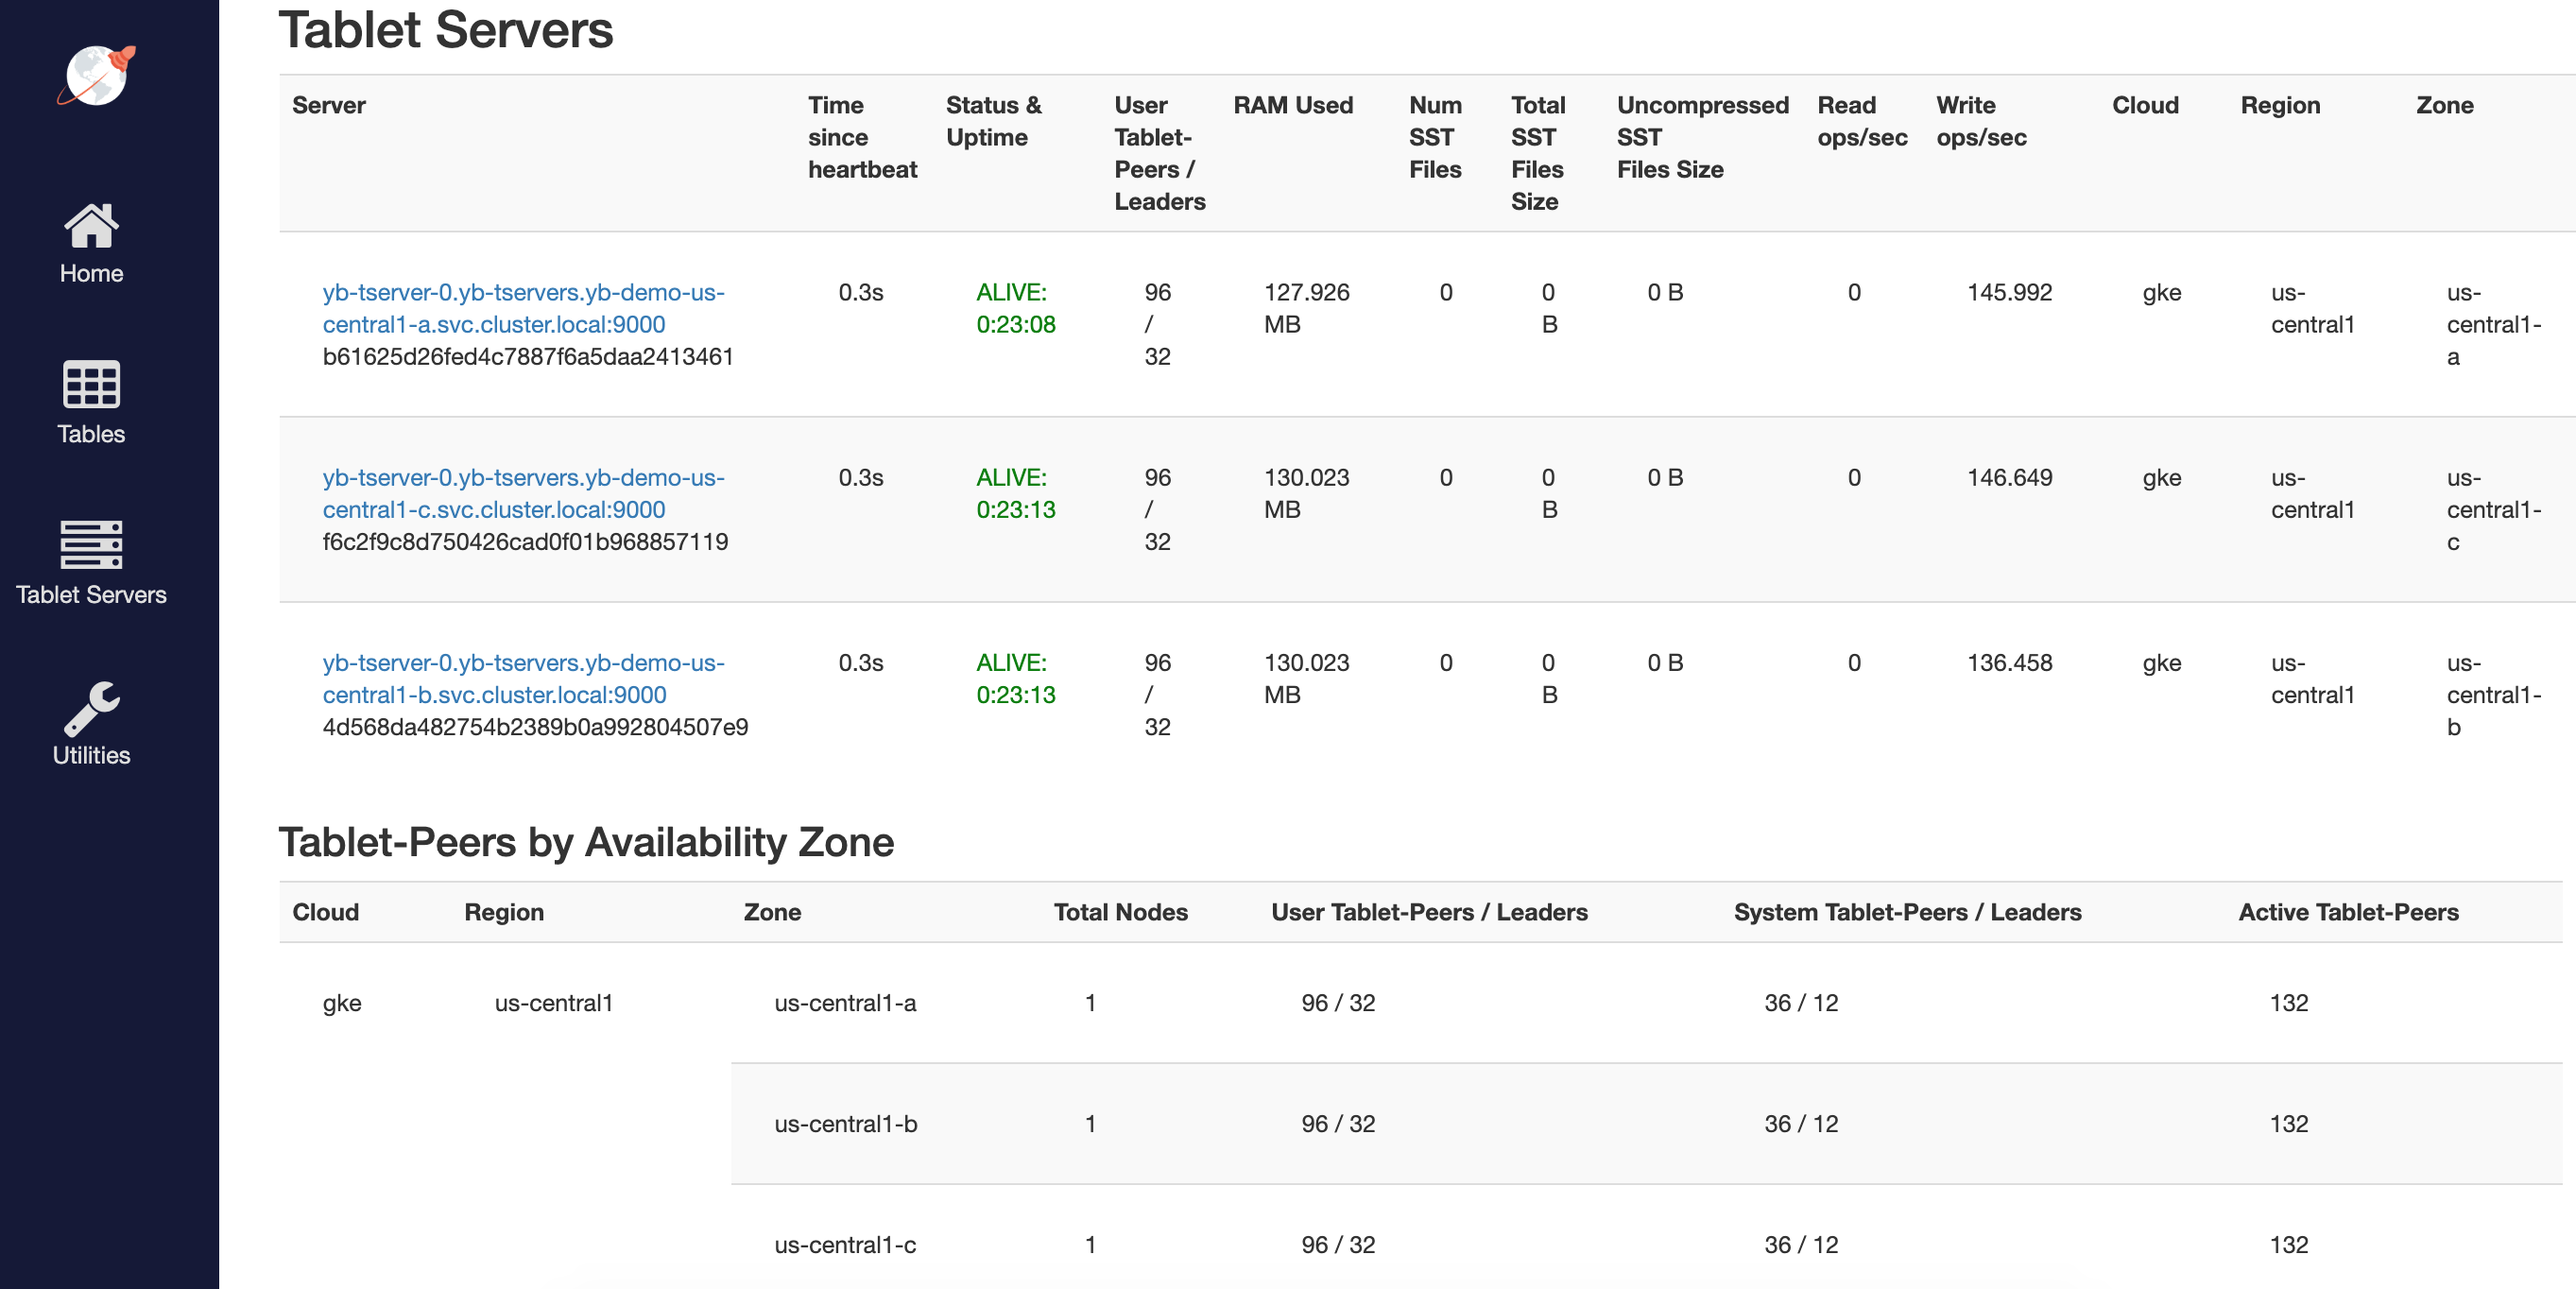 Home
Tables
Tablet Servers
Utilities
Tablet Servers
Server Time since heartbeat Status & Uptime User Tablet-Peers / Leaders RAM Used Num SST Files Total SST Files Size Uncompressed SST Files Size Read ops/sec Write ops/sec Cloud Region Zone
yb-tserver-0.yb-tservers.yb-demo-us- 0.3s ALIVE: 96 127.926 0 0 0 B 0 145.992 gke us- us-
central1-a.svc.cluster.local:9000 0:23:08 / MB B central1 central1-
b61625d26fed4c7887f6a5daa2413461 32 a
yb-tserver-0.yb-tservers.yb-demo-us- 0.3s ALIVE: 96 130.023 0 0 0 B 0 146.649 gke us- us-
central1-c.svc.cluster.local:9000 0:23:13 / MB B central1 central1-
f6c2f9c8d750426cad0f01b968857119 32 c
yb-tserver-0.yb-tservers.yb-demo-us- 0.3s ALIVE: 96 130.023 0 0 0 B 0 136.458 gke us- us-
central1-b.svc.cluster.local:9000 0:23:13 / MB B central1 central1-
4d568da482754b2389b0a992804507e9 32 b
Tablet-Peers by Availability Zone
Cloud Region Zone Total Nodes User Tablet-Peers / Leaders System Tablet-Peers / Leaders Active Tablet-Peers
gke us-central1 us-central1-a 1 96 / 32 36 / 12 132
us-central1-b 1 96 / 32 36 / 12 132
us-central1-c 1 96 / 32 36 / 12 132